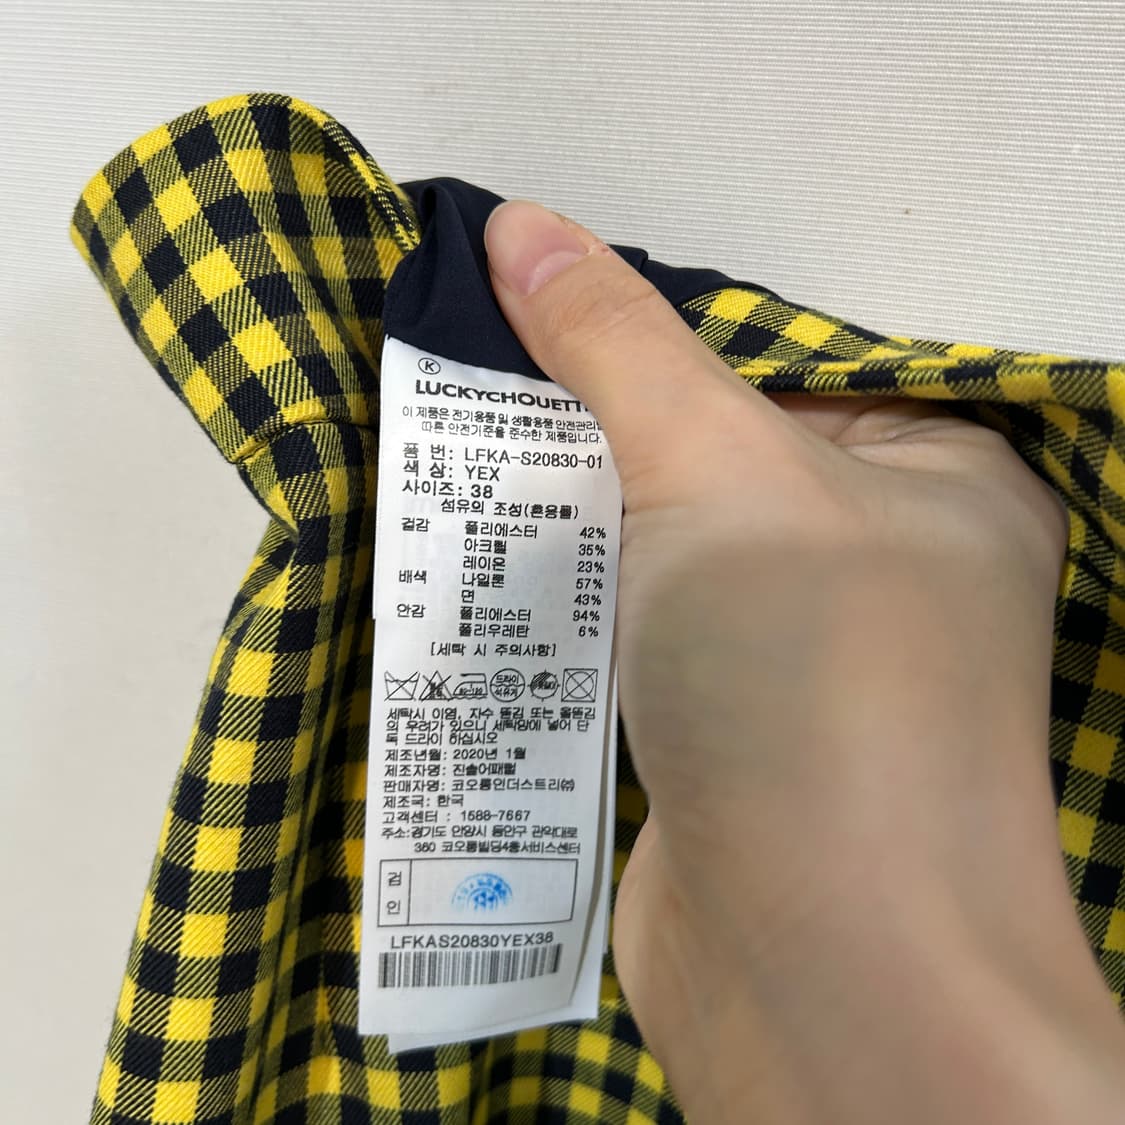 K
LUCKYCHOUETT
이 제품은 전기용품 및 생활용품 안전관리
따른 안전기준을 준수한 제품입니다.
품 번: LFKA-S20830-01
색 상: YEX
사이즈: 38
섬유의 조성(혼용률)
겉감 폴리에스터 42%
아크릴 35%
레이온 23%
배색 나일론 57%
면 43%
안감 폴리에스터 94%
폴리우레탄 6%
[세탁 시 주의사항]
드라이
석유계
세탁시 이염, 자수 뜯김 또는 올뜯김
의 우려가 있으니 세탁망에 넣어 단
독 드라이 하십시오
제조년월: 2020년 1월
제조자명: 진솔어패럴
판매자명: 코오롱인더스트리㈜
제조국: 한국
고객센터 : 1588-7667
주소:경기도 안양시 동안구 관악대로
360 코오롱빌딩4층서비스센터
검
인
LFKAS20830YEX38